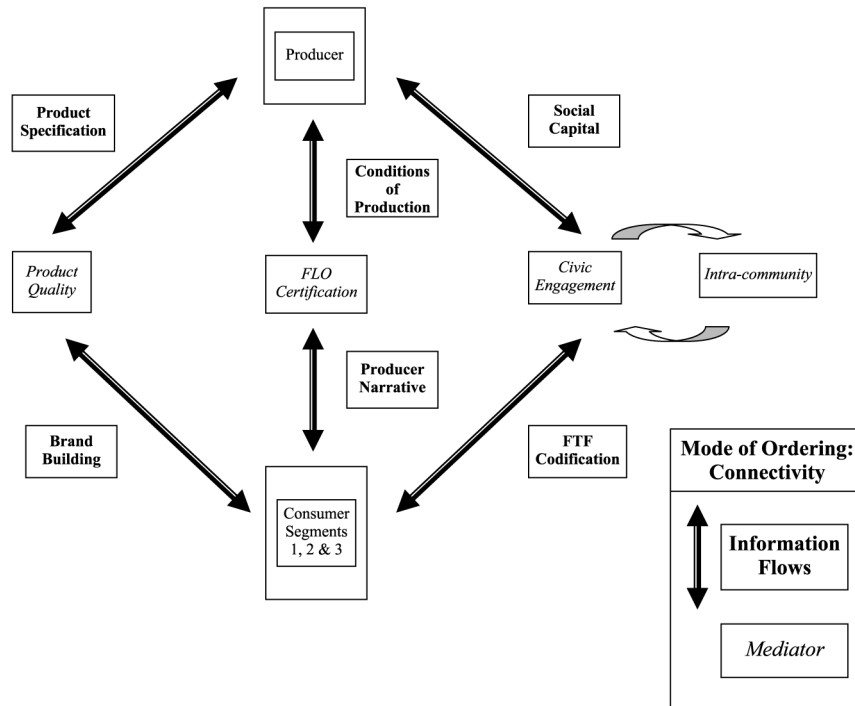 Producer
Product
Specification
Social
Capital
Conditions
of
Production
Product
Quality
FLO
Certification
Civic
Engagement
Intra-community
Producer
Narrative
Brand
Building
FTF
Codification
Consumer
Segments
1, 2 & 3
Mode of Ordering:
Connectivity
Information
Flows
Mediator